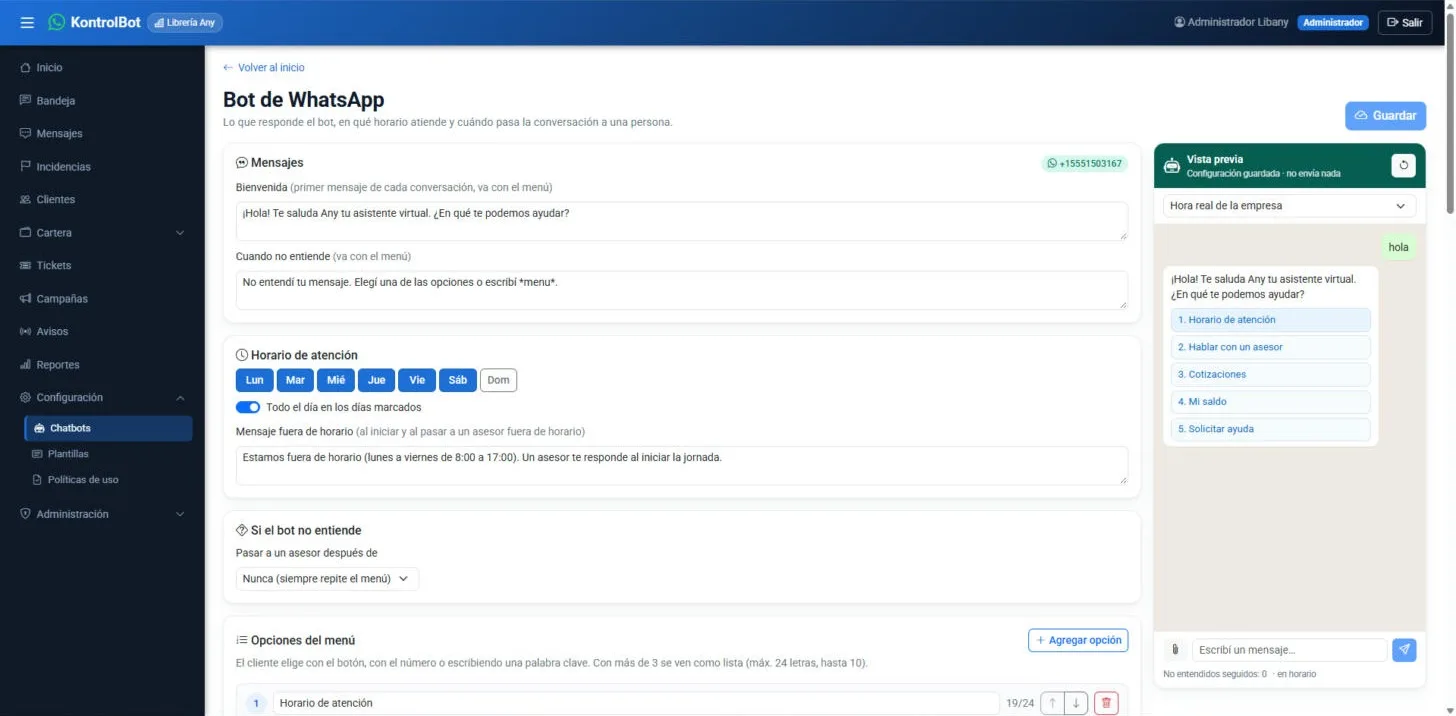 KontrolBot
Librería Any
Administrador Libany
Administrador
Salir
Inicio
Bandeja
Mensajes
Incidencias
Clientes
Cartera
Tickets
Campañas
Avisos
Reportes
Configuración
Chatbots
Plantillas
Políticas de uso
Administración
← Volver al inicio
Bot de WhatsApp
Lo que responde el bot, en qué horario atiende y cuándo pasa la conversación a una persona.
Guardar
Mensajes
+15551503167
Bienvenida (primer mensaje de cada conversación, va con el menú)
¡Hola! Te saluda Any tu asistente virtual. ¿En qué te podemos ayudar?
Cuando no entiende (va con el menú)
No entendí tu mensaje. Elegí una de las opciones o escribí *menu*.
Horario de atención
Lun Mar Mié Jue Vie Sáb Dom
Todo el día en los días marcados
Mensaje fuera de horario (al iniciar y al pasar a un asesor fuera de horario)
Estamos fuera de horario (lunes a viernes de 8:00 a 17:00). Un asesor te responde al iniciar la jornada.
Si el bot no entiende
Pasar a un asesor después de
Nunca (siempre repite el menú)
Opciones del menú
+ Agregar opción
El cliente elige con el botón, con el número o escribiendo una palabra clave. Con más de 3 se ven como lista (máx. 24 letras, hasta 10).
1 Horario de atención 19/24
Vista previa
Configuración guardada · no envía nada
Hora real de la empresa
hola
¡Hola! Te saluda Any tu asistente virtual.
¿En qué te podemos ayudar?
1. Horario de atención
2. Hablar con un asesor
3. Cotizaciones
4. Mi saldo
5. Solicitar ayuda
Escribí un mensaje...
No entendidos seguidos: 0 · en horario